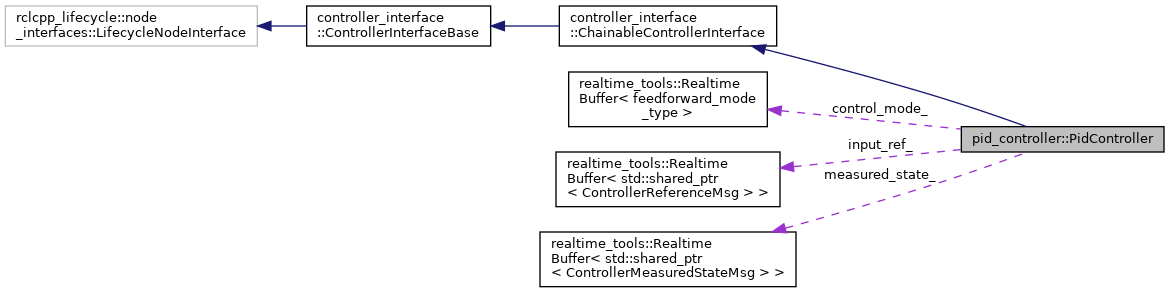 rclcpp_lifecycle::node
_interfaces::LifecycleNodeInterface
controller_interface
::ControllerInterfaceBase
controller_interface
::ChainableControllerInterface
realtime_tools::Realtime
Buffer< feedforward_mode
_type >
control_mode_
pid_controller::PidController
input_ref_
realtime_tools::Realtime
Buffer< std::shared_ptr
< ControllerReferenceMsg > >
measured_state_
realtime_tools::Realtime
Buffer< std::shared_ptr
< ControllerMeasuredStateMsg > >